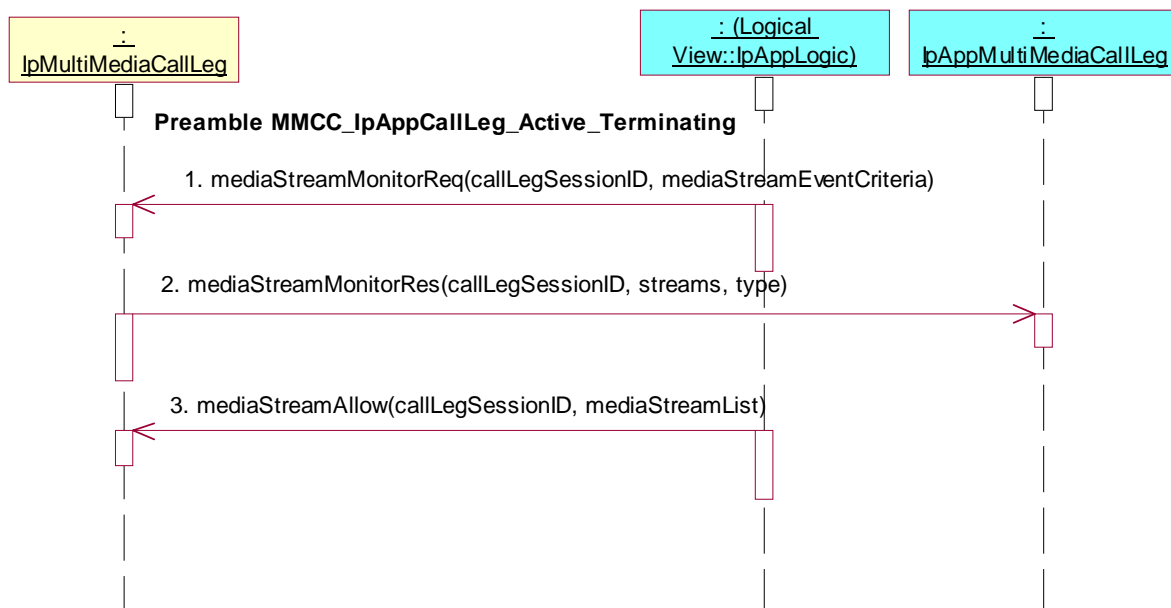 :
IpMultiMediaCallLeg
: (Logical
View::IpAppLogic)
:
IpAppMultiMediaCallLeg
Preamble MMCC_IpAppCallLeg_Active_Terminating
1. mediaStreamMonitorReq(callLegSessionID, mediaStreamEventCriteria)
2. mediaStreamMonitorRes(callLegSessionID, streams, type)
3. mediaStreamAllow(callLegSessionID, mediaStreamList)